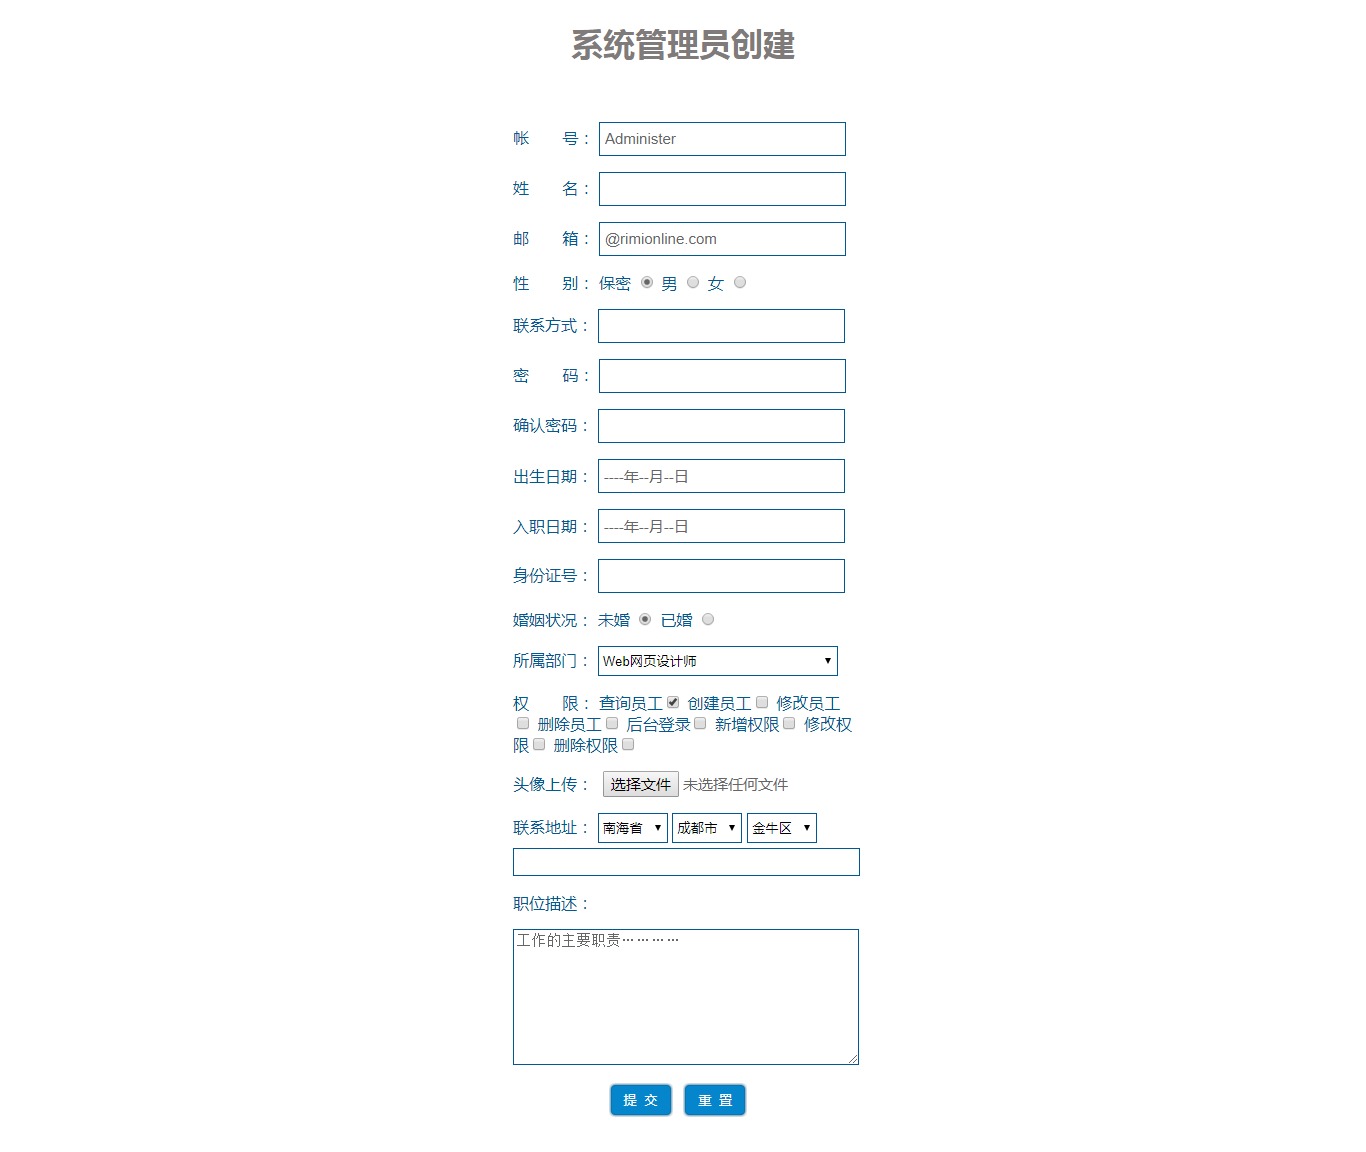 系统管理员创建
帐 号： Administer
姓 名：
邮 箱： @rimionline.com
性 别： 保密 男 女
联系方式：
密 码：
确认密码：
出生日期： ----年--月--日
入职日期： ----年--月--日
身份证号：
婚姻状况： 未婚 已婚
所属部门： Web网页设计师
权 限： 查询员工 创建员工 修改员工
删除员工 后台登录 新增权限 修改权
限 删除权限
头像上传： 选择文件 未选择任何文件
联系地址： 南海省 成都市 金牛区
职位描述：
工作的主要职责…………
提 交 重 置